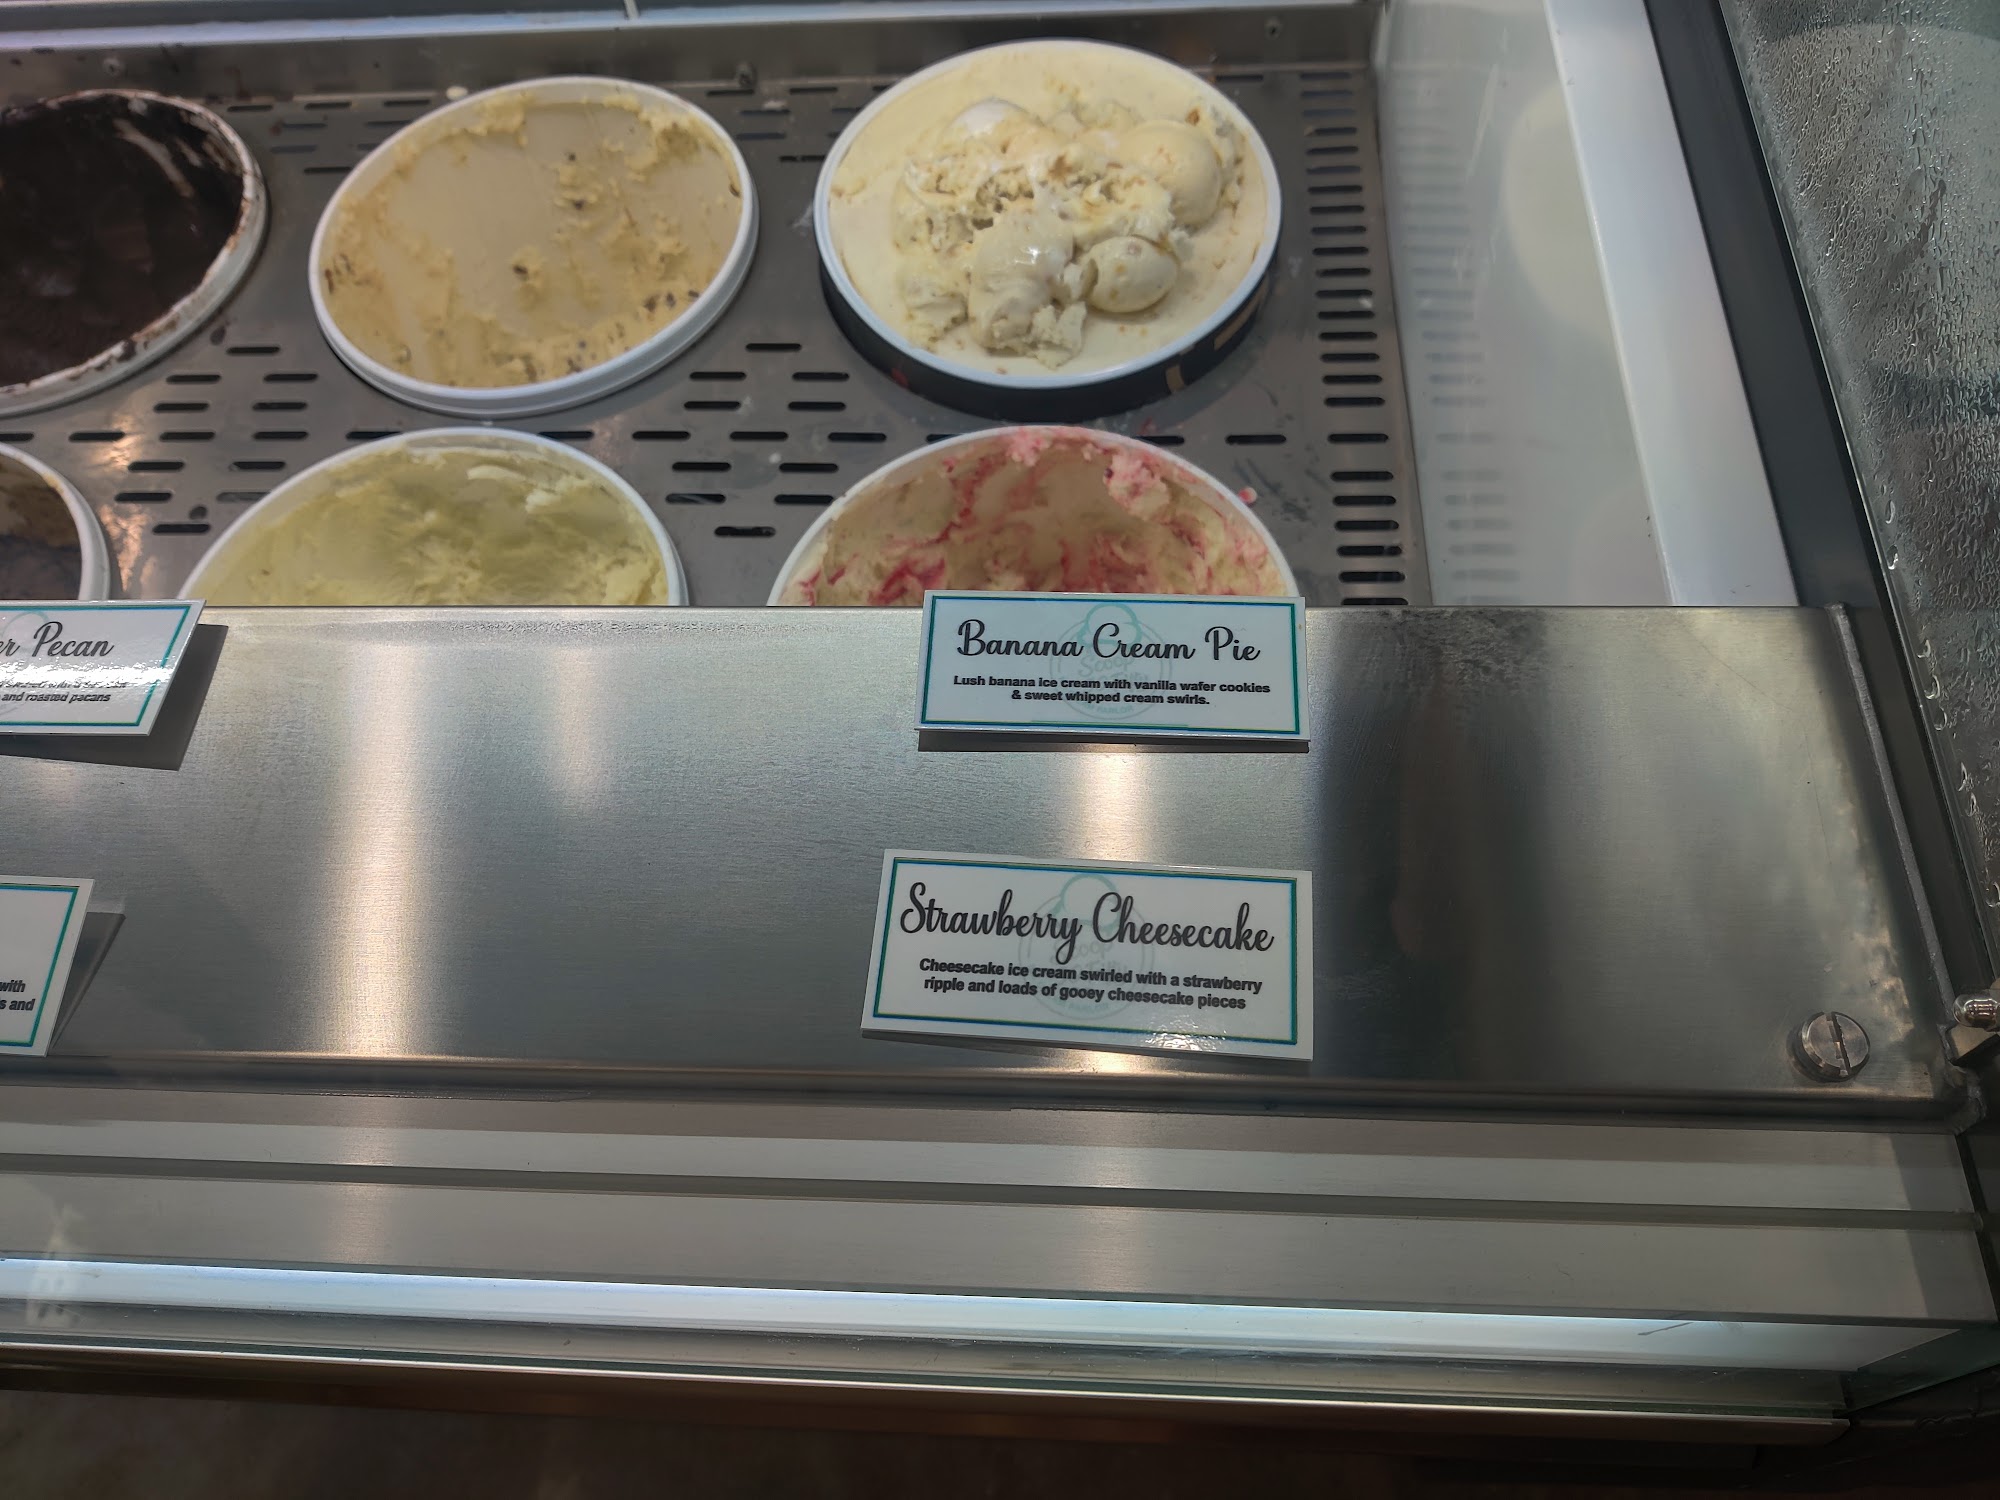 er Pecan
and roasted pecans
Banana Cream Pie
Lush banana ice cream with vanilla wafer cookies
& sweet whipped cream swirls.
Strawberry Cheesecake
Cheesecake ice cream swirled with a strawberry
ripple and loads of gooey cheesecake pieces
with
s and